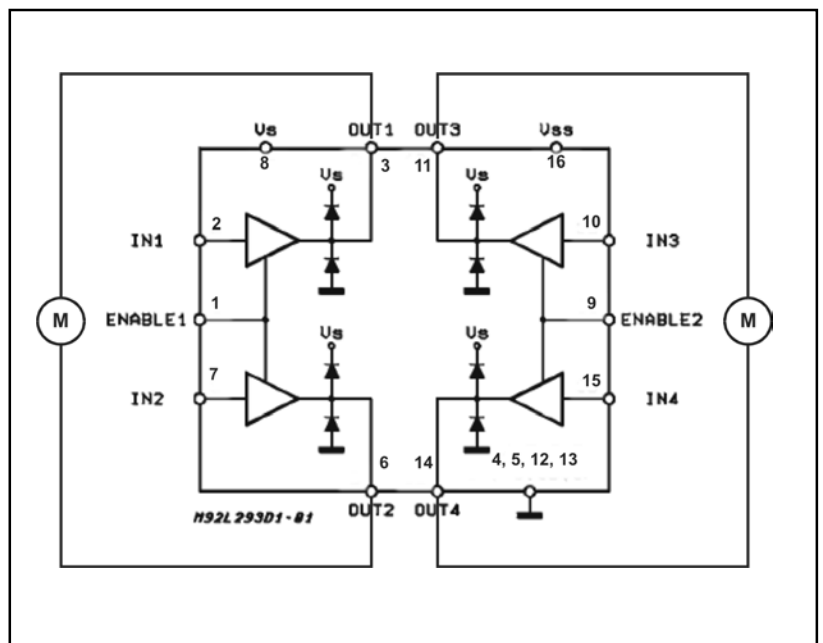 Vs OUT1 OUT3 Vss
8 3 11 16
Vs Vs
2 10
IN1 IN3
1 9
ENABLE1 ENABLE2
M M
Vs Vs
7 15
IN2 IN4
6 14 4, 5, 12, 13
OUT2 OUT4
M92L293D1-01